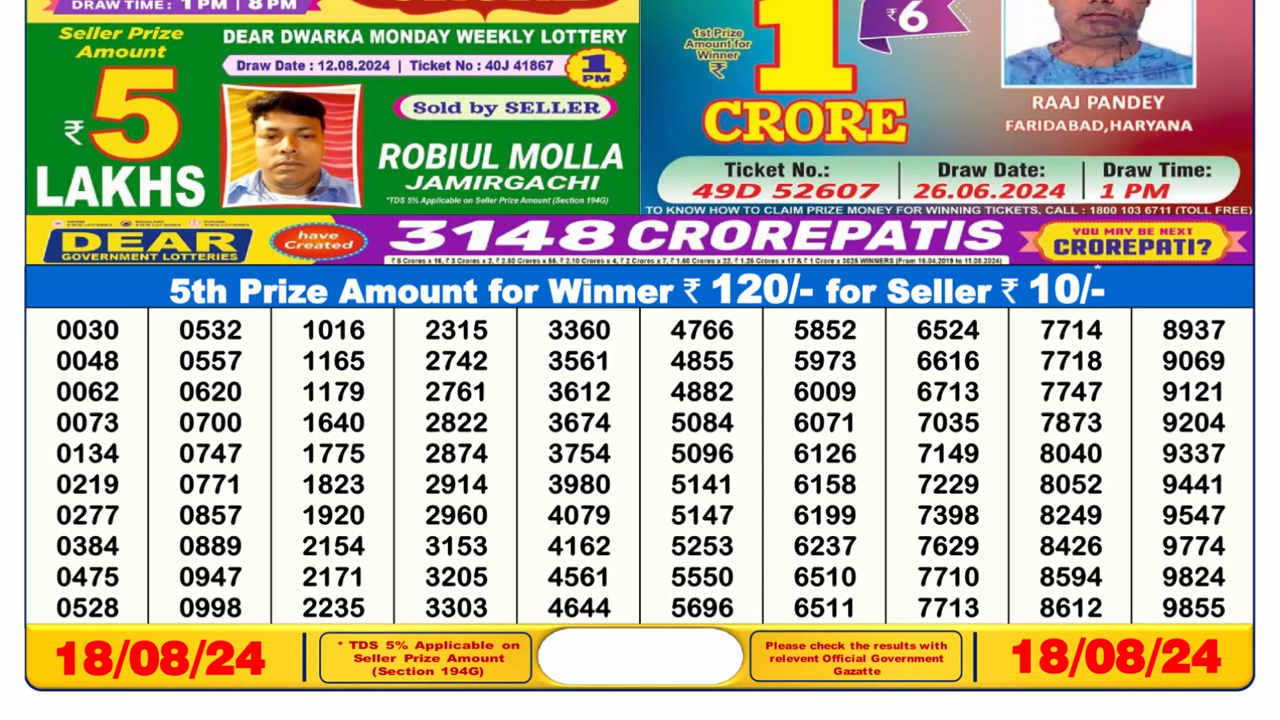 DRAW TIME : 1 PM | 8 PM
Seller Prize
Amount
₹ 5
LAKHS
DEAR DWARKA MONDAY WEEKLY LOTTERY
Draw Date : 12.08.2024 | Ticket No : 40J 41867
1
PM
Sold by SELLER
ROBIUL MOLLA
JAMIRGACHI
*TDS 5% Applicable on Seller Prize Amount (Section 194G)
₹6
1st Prize
Amount for
Winner
₹
1
CRORE
RAAJ PANDEY
FARIDABAD,HARYANA
Ticket No.: Draw Date: Draw Time:
49D 52607 26.06.2024 1 PM
TO KNOW HOW TO CLAIM PRIZE MONEY FOR WINNING TICKETS, CALL : 1800 103 6711 (TOLL FREE)
DEAR
GOVERNMENT LOTTERIES
have
Created
3148 CROREPATIS
YOU MAY BE NEXT
CROREPATI?
5th Prize Amount for Winner ₹ 120/- for Seller ₹ 10/-*
0030 0532 1016 2315 3360 4766 5852 6524 7714 8937
0048 0557 1165 2742 3561 4855 5973 6616 7718 9069
0062 0620 1179 2761 3612 4882 6009 6713 7747 9121
0073 0700 1640 2822 3674 5084 6071 7035 7873 9204
0134 0747 1775 2874 3754 5096 6126 7149 8040 9337
0219 0771 1823 2914 3980 5141 6158 7229 8052 9441
0277 0857 1920 2960 4079 5147 6199 7398 8249 9547
0384 0889 2154 3153 4162 5253 6237 7629 8426 9774
0475 0947 2171 3205 4561 5550 6510 7710 8594 9824
0528 0998 2235 3303 4644 5696 6511 7713 8612 9855
18/08/24
* TDS 5% Applicable on
Seller Prize Amount
(Section 194G)
Please check the results with
relevent Official Government
Gazatte
18/08/24